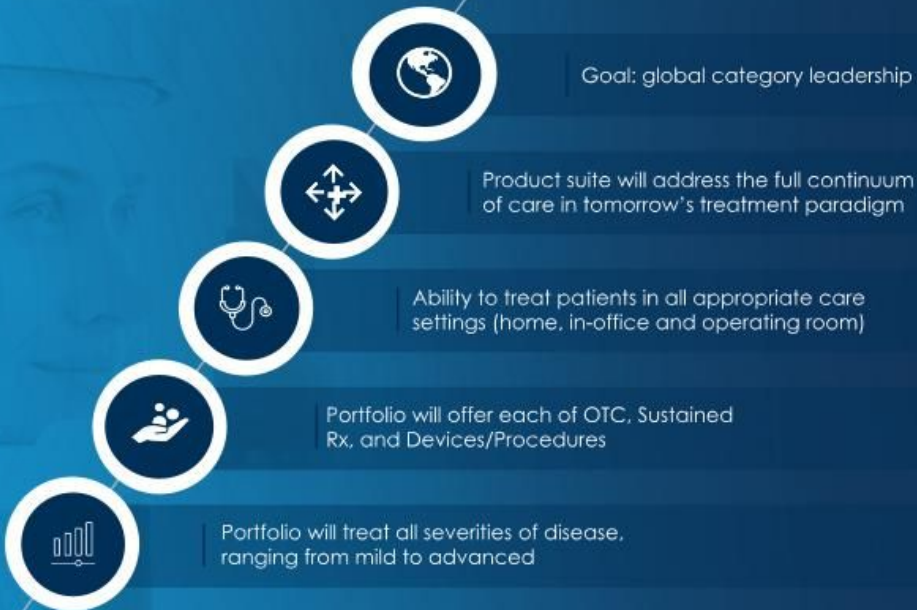 Goal: global category leadership
Product suite will address the full continuum
of care in tomorrow's treatment paradigm
Ability to treat patients in all appropriate care
settings (home, in-office and operating room)
Portfolio will offer each of OTC, Sustained
Rx, and Devices/Procedures
Portfolio will treat all severities of disease,
ranging from mild to advanced